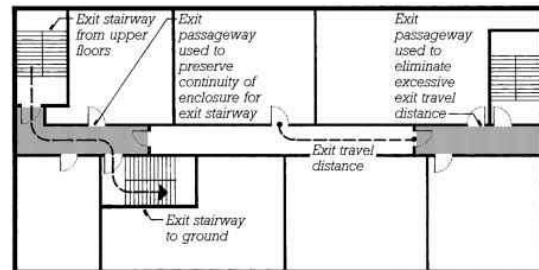 Exit stairway
from upper
floors
Exit
passageway
used to
preserve
continuity of
enclosure for
exit stairway
Exit
passageway
used to
eliminate
excessive
exit travel
distance
Exit travel
distance
Exit stairway
to ground